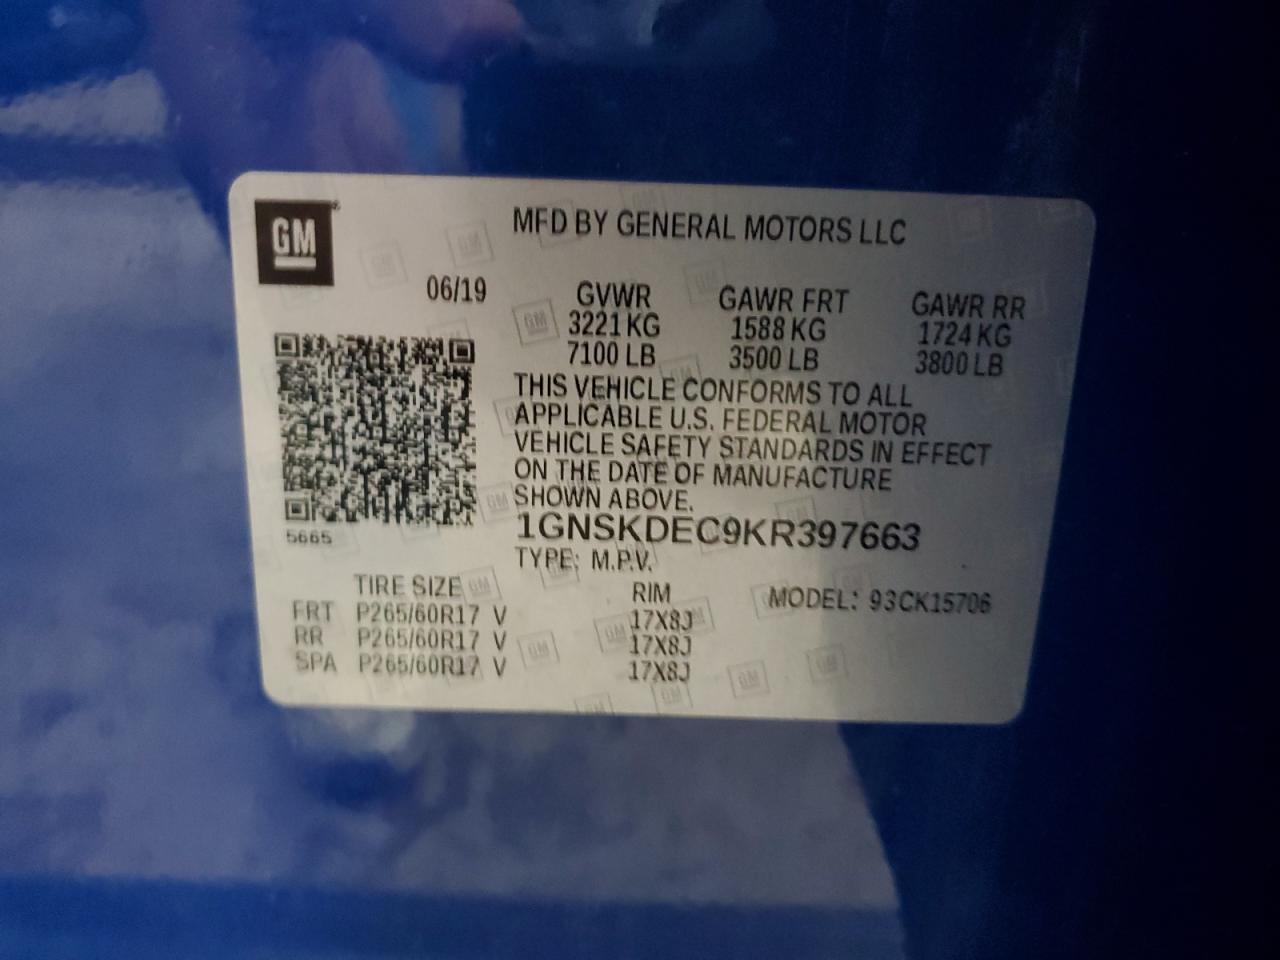 GM
MFD BY GENERAL MOTORS LLC
06/19
GVWR GAWR FRT GAWR RR
3221 KG 1588 KG 1724 KG
7100 LB 3500 LB 3800 LB
THIS VEHICLE CONFORMS TO ALL
APPLICABLE U.S. FEDERAL MOTOR
VEHICLE SAFETY STANDARDS IN EFFECT
ON THE DATE OF MANUFACTURE
SHOWN ABOVE.
5665
1GNSKDEC9KR397663
TYPE: M.P.V.
TIRE SIZE RIM MODEL: 93CK15706
FRT P265/60R17 V 17X8J
RR P265/60R17 V 17X8J
SPA P265/60R17 V 17X8J